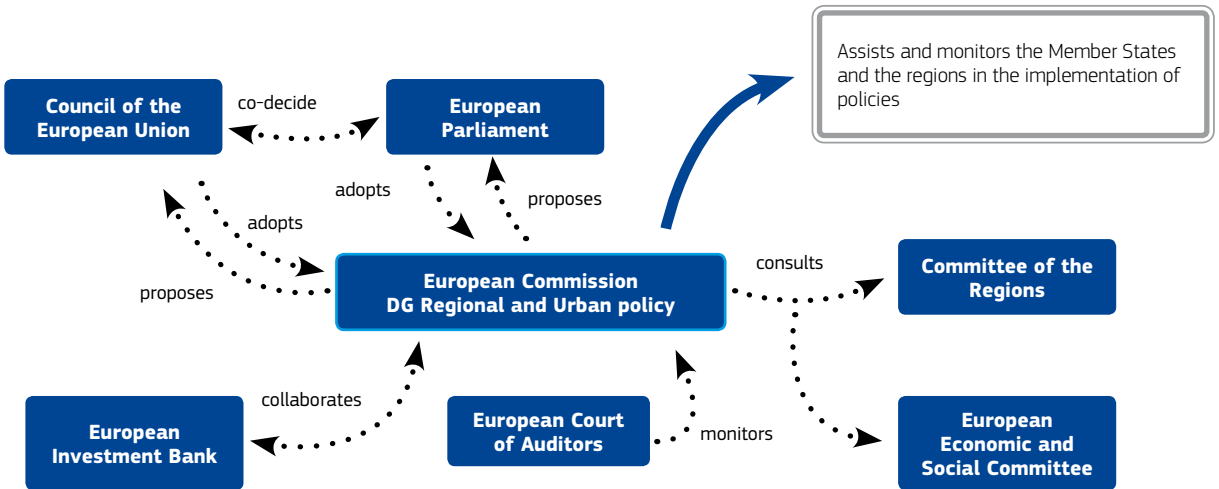 Assists and monitors the Member States
and the regions in the implementation of
policies
Council of the
European Union
co-decide
European
Parliament
adopts
proposes
adopts
proposes
European Commission
DG Regional and Urban policy
consults
Committee of the
Regions
collaborates
European
Investment Bank
European Court
of Auditors
monitors
European
Economic and
Social Committee